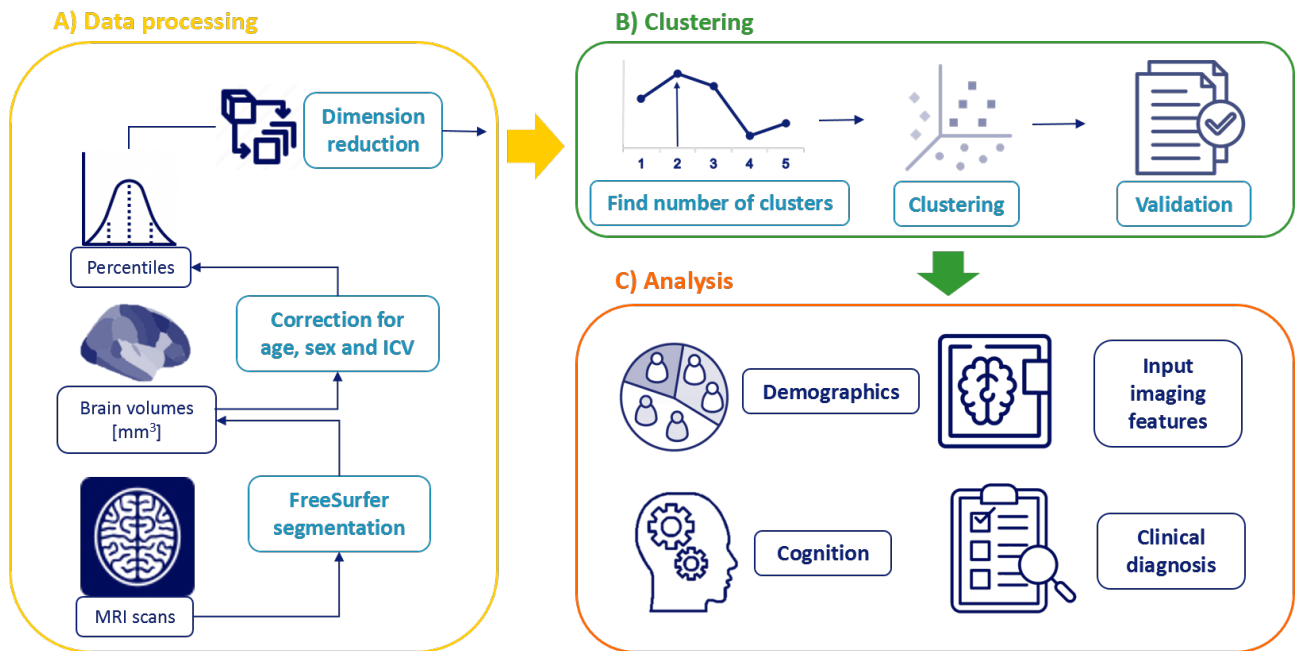 A) Data processing
Dimension
reduction
Percentiles
Correction for
age, sex and ICV
Brain volumes
[mm³]
FreeSurfer
segmentation
MRI scans
B) Clustering
1 2 3 4 5
Find number of clusters
Clustering
Validation
C) Analysis
Demographics
Input
imaging
features
Cognition
Clinical
diagnosis